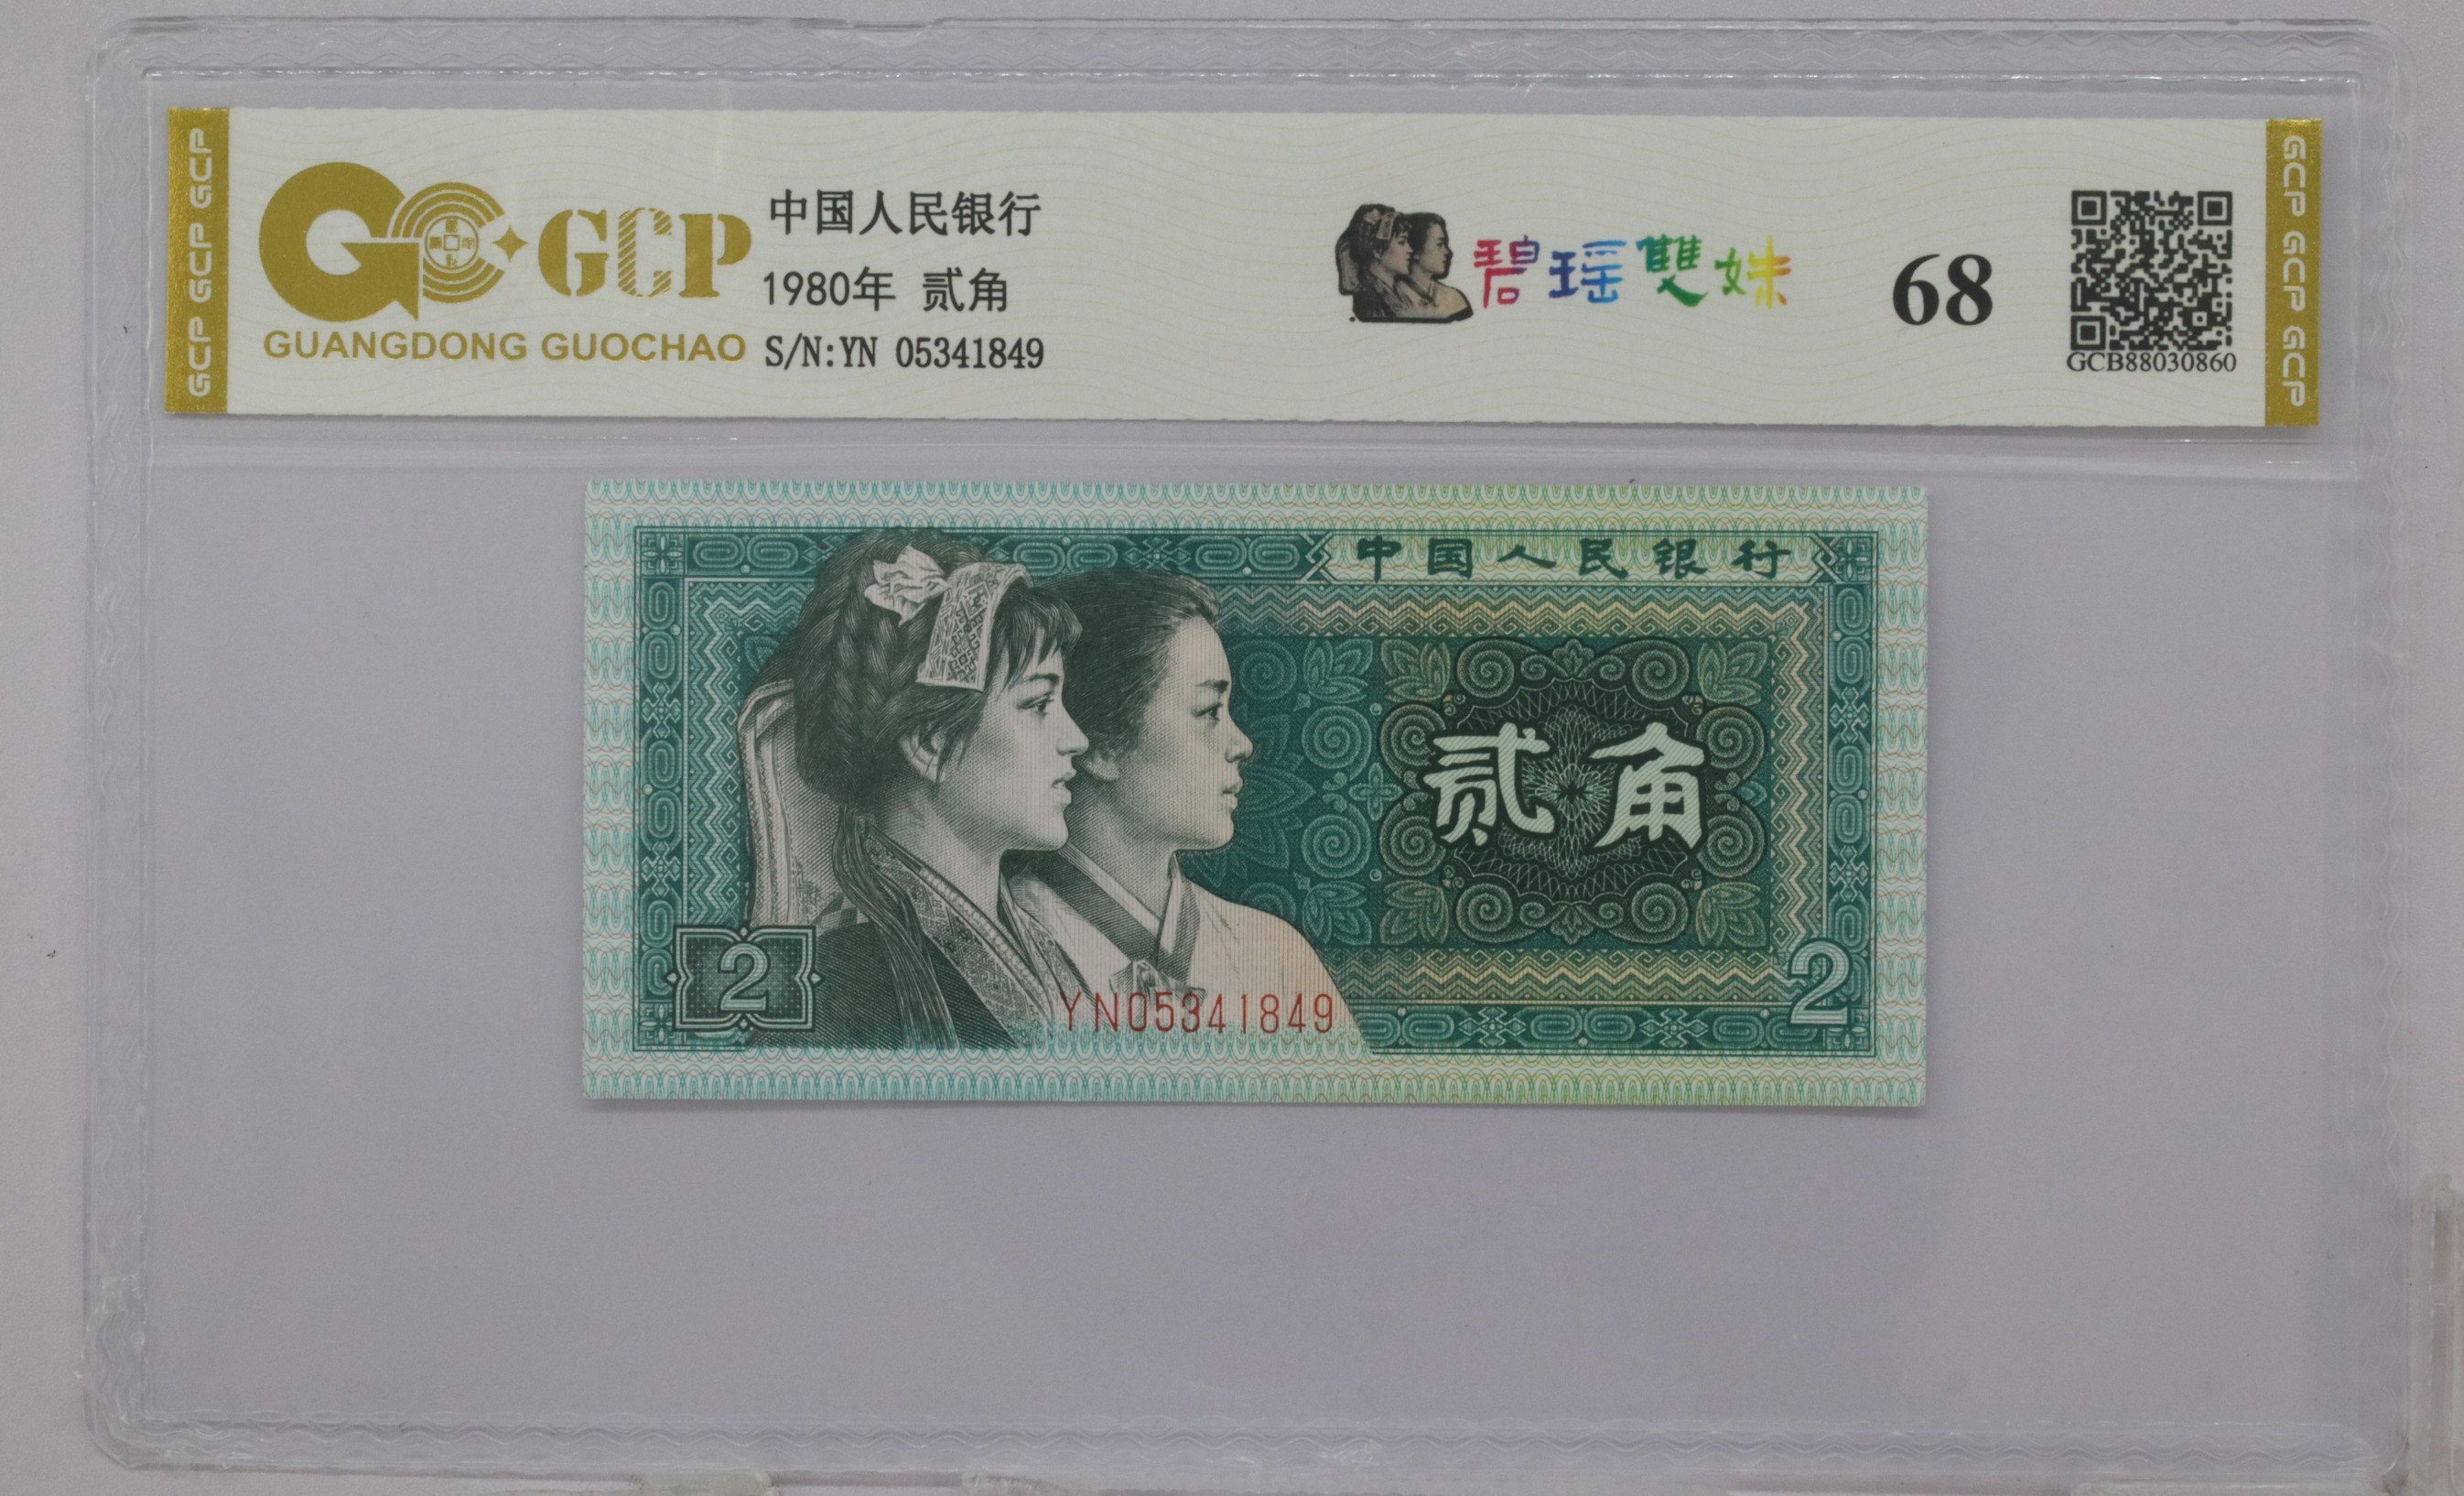 GCP GCP GCP
GCP
GUANGDONG GUOCHAO
中国人民银行
1980年 贰角
S/N:YN 05341849
碧瑶雙妹
68
GCB88030860
GCP GCP GCP
中国人民银行
贰角
2
YN05341849
2